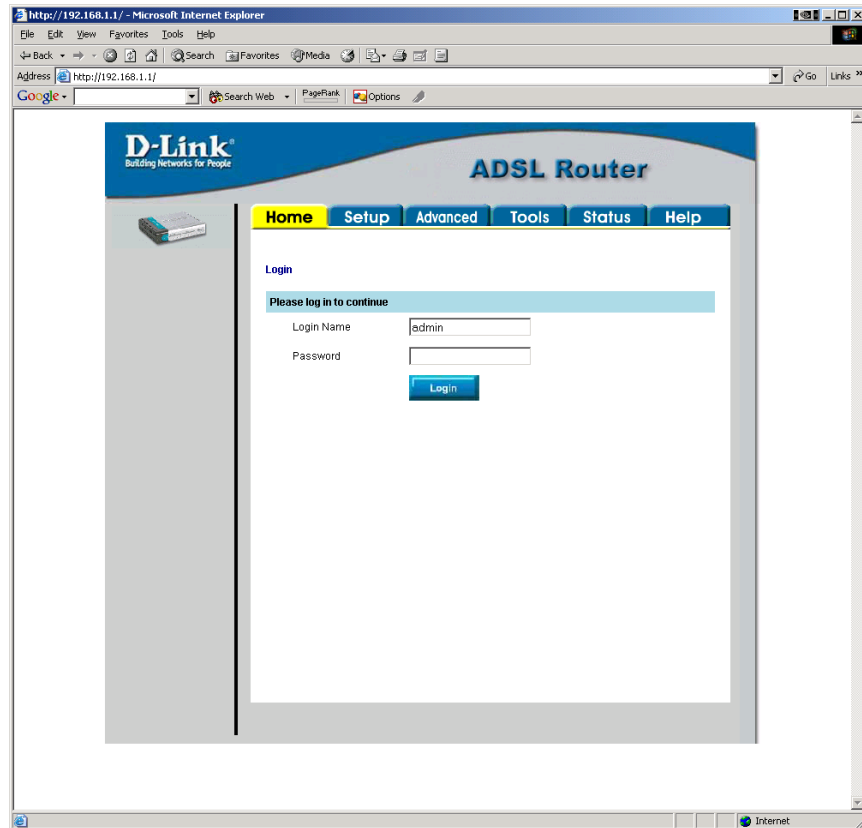 http://192.168.1.1/ - Microsoft Internet Explorer
File Edit View Favorites Tools Help
Back Search Favorites Media
Address http://192.168.1.1/ Go Links »
Google Search Web PageRank Options
D-Link®
Building Networks for People
ADSL Router
Home Setup Advanced Tools Status Help
Login
Please log in to continue
Login Name admin
Password
Login
Internet